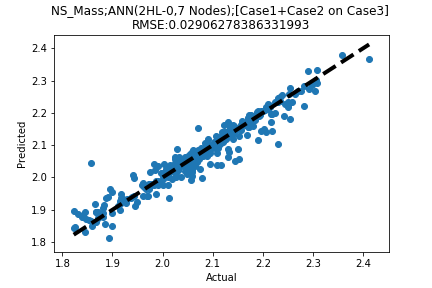 NS_Mass;ANN(2HL-0,7 Nodes);[Case1+Case2 on Case3]
RMSE:0.02906278386331993
2.4
2.3
2.2
2.1
2.0
1.9
1.8
Predicted
1.8 1.9 2.0 2.1 2.2 2.3 2.4
Actual